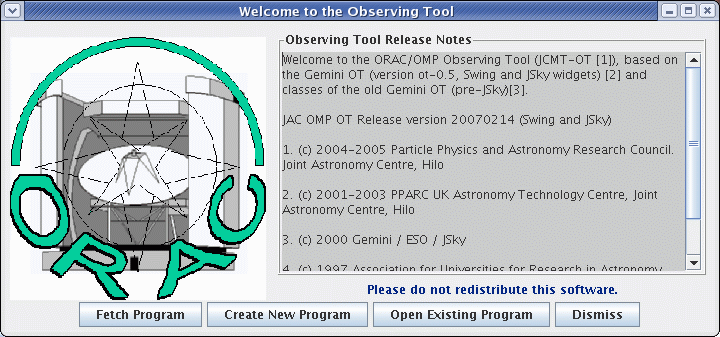 Welcome to the Observing Tool
ORAC
Observing Tool Release Notes
Welcome to the ORAC/OMP Observing Tool (JCMT-OT [1]), based on
the Gemini OT (version ot-0.5, Swing and JSky widgets) [2] and
classes of the old Gemini OT (pre-JSky)[3].
JAC OMP OT Release version 20070214 (Swing and JSky)
1. (c) 2004-2005 Particle Physics and Astronomy Research Council.
Joint Astronomy Centre, Hilo
2. (c) 2001-2003 PPARC UK Astronomy Technology Centre, Joint
Astronomy Centre, Hilo
3. (c) 2000 Gemini / ESO / JSky
4. (c) 1997 Association for Universities for Research in Astronomy
Please do not redistribute this software.
Fetch Program
Create New Program
Open Existing Program
Dismiss